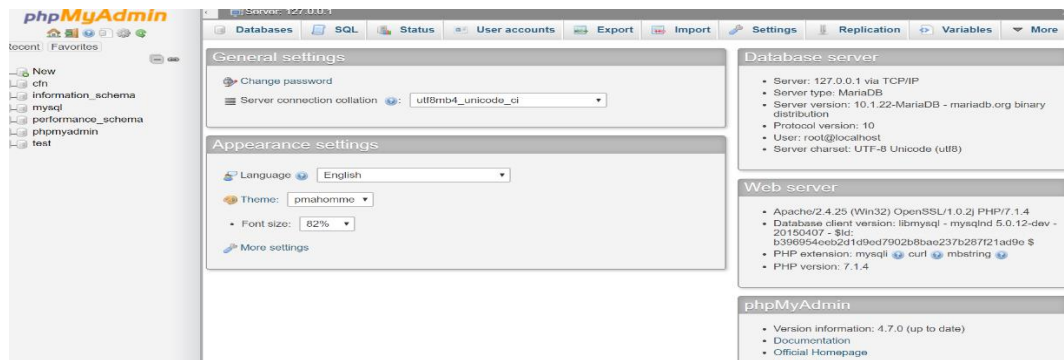 phpMyAdmin
Server: 127.0.0.1
Recent Favorites
New
cfn
information_schema
mysql
performance_schema
phpmyadmin
test
Databases SQL Status User accounts Export Import Settings Replication Variables More
General settings
Change password
Server connection collation : utf8mb4_unicode_ci
Appearance settings
Language English
Theme: pmahomme
Font size: 82%
More settings
Database server
Server: 127.0.0.1 via TCP/IP
Server type: MariaDB
Server version: 10.1.22-MariaDB - mariadb.org binary
distribution
Protocol version: 10
User: root@localhost
Server charset: UTF-8 Unicode (utf8)
Web server
Apache/2.4.25 (Win32) OpenSSL/1.0.2j PHP/7.1.4
Database client version: libmysql - mysqlnd 5.0.12-dev -
20150407 - $Id:
b396954eeb2d1d9ed7902b8bae237b287f21ad9e $
PHP extension: mysqli curl mbstring
PHP version: 7.1.4
phpMyAdmin
Version information: 4.7.0 (up to date)
Documentation
Official Homepage